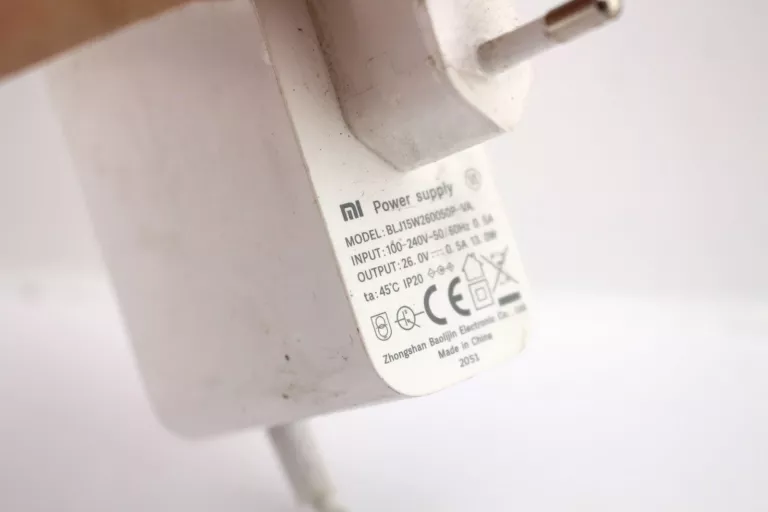 mi Power supply
MODEL: BLJ15W260050P-VA
INPUT: 100-240V~50/60Hz 0.5A
OUTPUT: 26.0V⎓0.5A 13.0W
ta: 45°C IP20
CE
Zhongshan Baolijin Electronic Co.,
Made in China
2051